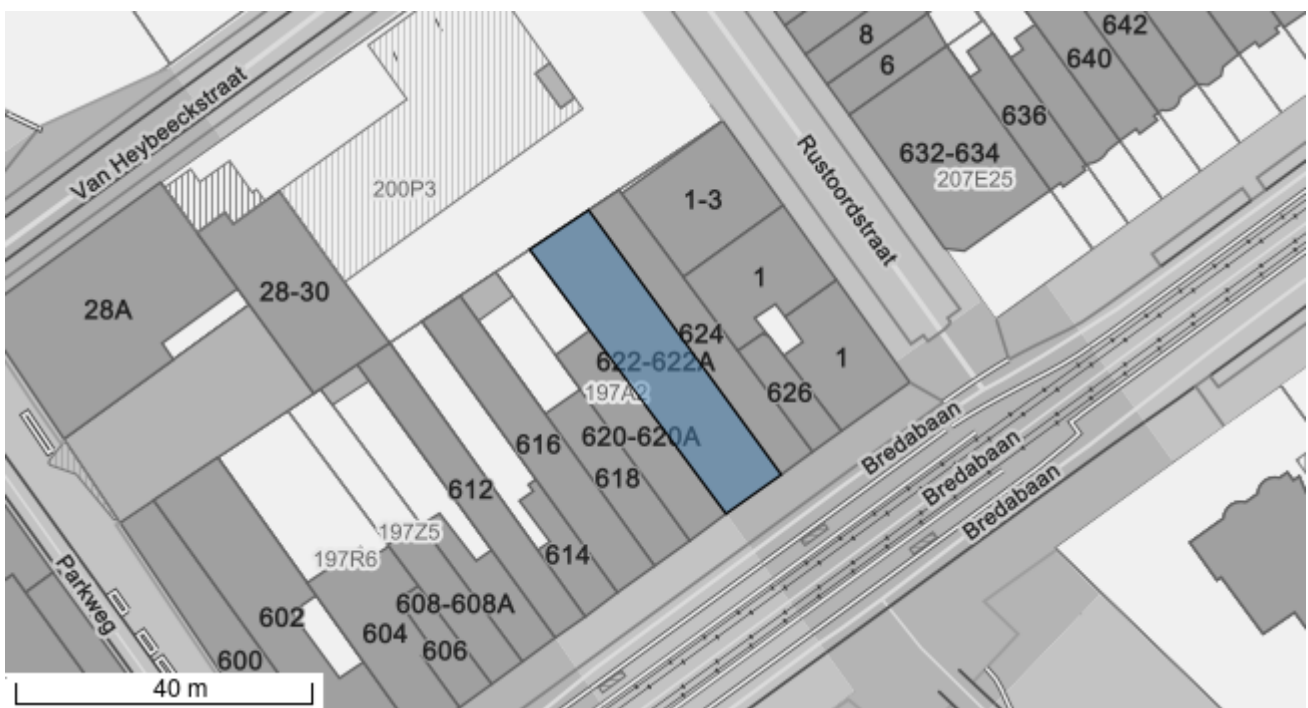 642
8
640
6
Van Heybeeckstraat
636
632-634
207E25
Rustoordstraat
200P3
1-3
28-30
28A
1
624
622-622A
1
197A2
626
620-620A
616
618
612
Bredabaan
Bredabaan
Bredabaan
197Z5
197R6
614
Parkweg
608-608A
602
604
606
600
40 m